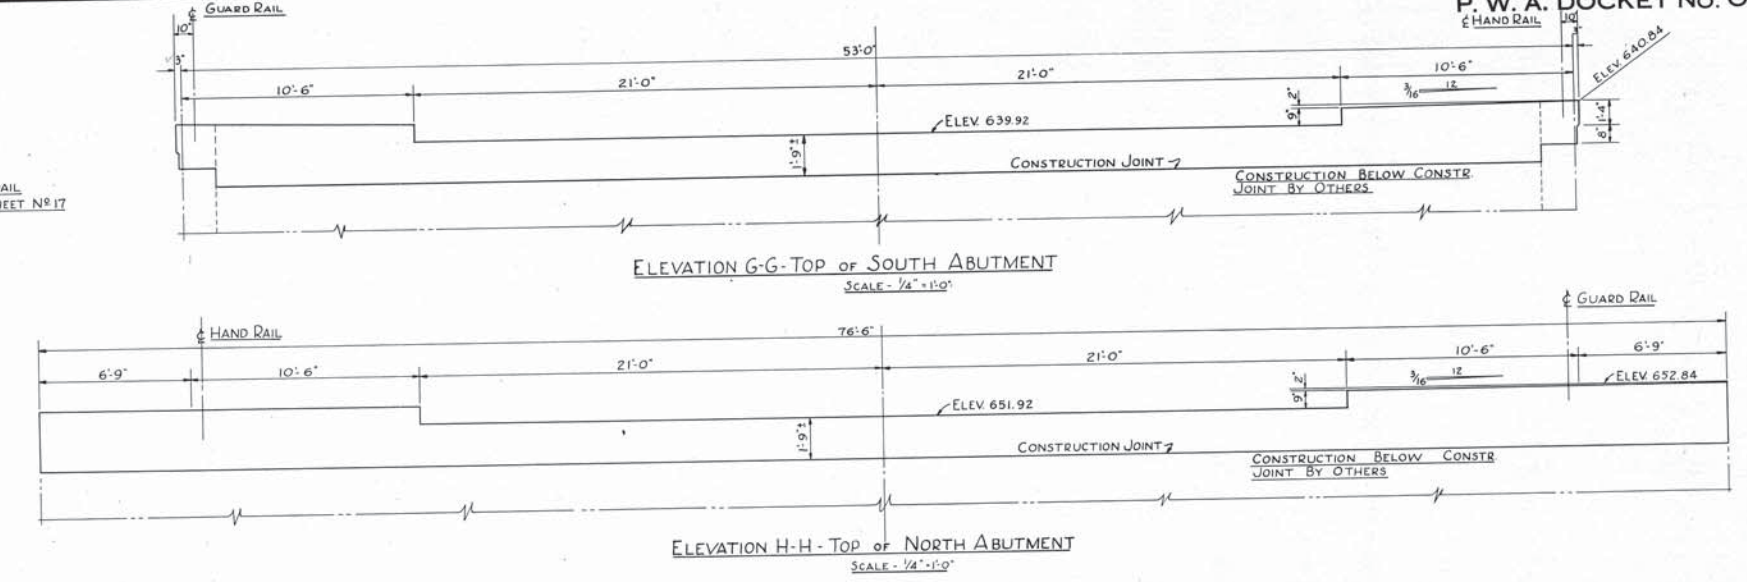 P. W. A. DOCKET NO. O
℄ GUARD RAIL
℄ HAND RAIL
10"
10"
3"
53'-0"
10'-6"
21'-0"
21'-0"
10'-6"
3/16 12
ELEV. 640.84
2"
9"
ELEV. 639.92
1'-4"
8"
1'-9"±
CONSTRUCTION JOINT
CONSTRUCTION BELOW CONSTR.
JOINT BY OTHERS
AIL
EET Nº 17
ELEVATION G-G-TOP OF SOUTH ABUTMENT
SCALE - 1/4" = 1'-0"
℄ HAND RAIL
℄ GUARD RAIL
76'-6"
6'-9"
10'-6"
21'-0"
21'-0"
10'-6"
6'-9"
3/16 12
2"
9"
ELEV. 652.84
ELEV. 651.92
1'-9"±
CONSTRUCTION JOINT
CONSTRUCTION BELOW CONSTR.
JOINT BY OTHERS
ELEVATION H-H - TOP OF NORTH ABUTMENT
SCALE - 1/4" = 1'-0"